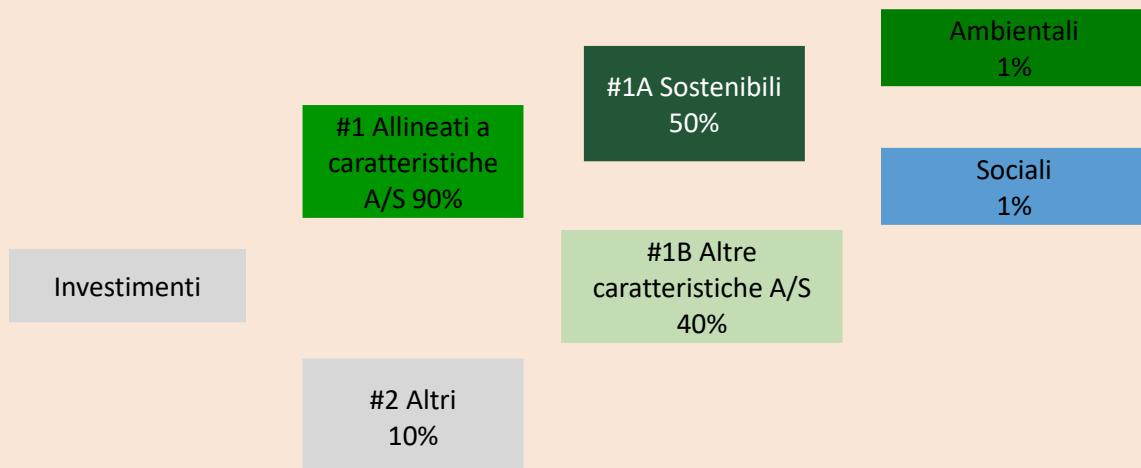 Investimenti
#1 Allineati a
caratteristiche
A/S 90%
#2 Altri
10%
#1A Sostenibili
50%
#1B Altre
caratteristiche A/S
40%
Ambientali
1%
Sociali
1%